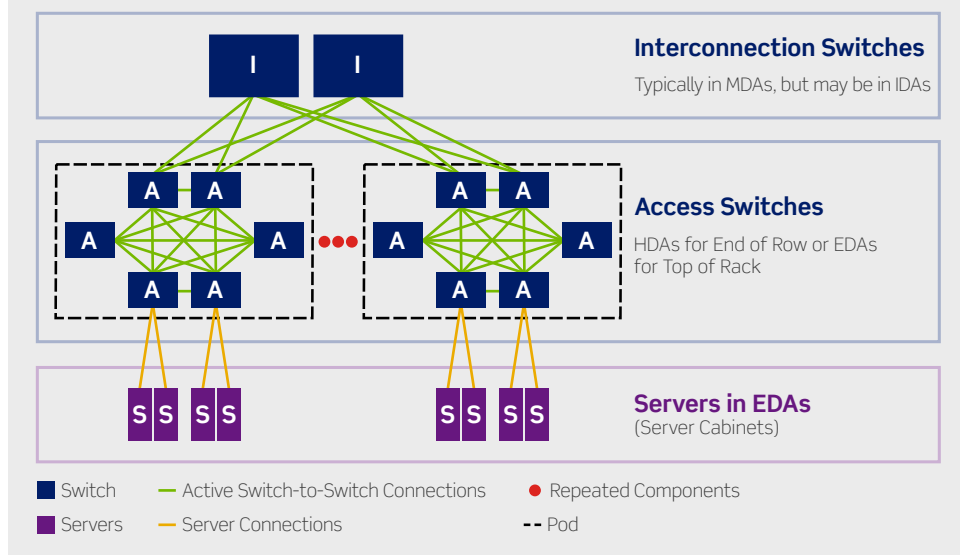 I I
Interconnection Switches
Typically in MDAs, but may be in IDAs
A A A A
A A A A
A A A A
Access Switches
HDAs for End of Row or EDAs
for Top of Rack
S S S S S S S S
Servers in EDAs
(Server Cabinets)
Switch Active Switch-to-Switch Connections Repeated Components
Servers Server Connections Pod